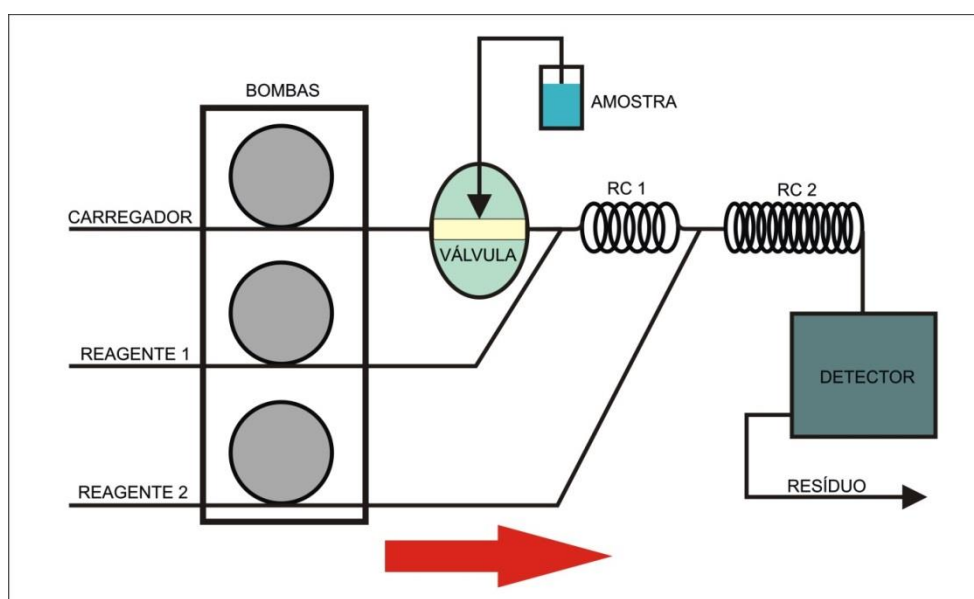 BOMBAS
AMOSTRA
RC 1
RC 2
CARREGADOR
VÁLVULA
REAGENTE 1
DETECTOR
REAGENTE 2
RESÍDUO